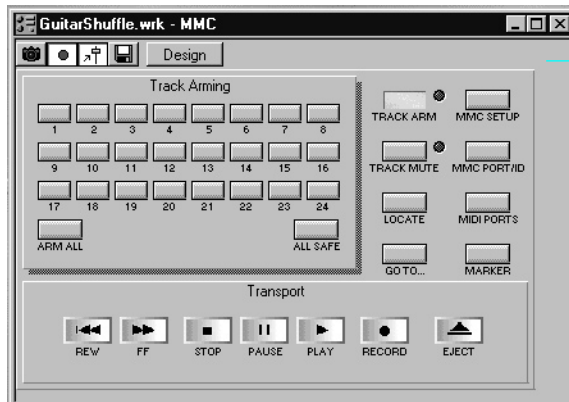 GuitarShuffle.wrk - MMC
Design
Track Arming
1 2 3 4 5 6 7 8
9 10 11 12 13 14 15 16
17 18 19 20 21 22 23 24
ARM ALL ALL SAFE
TRACK ARM MMC SETUP
TRACK MUTE MMC PORT/ID
LOCATE MIDI PORTS
GO TO... MARKER
Transport
REW FF STOP PAUSE PLAY RECORD EJECT